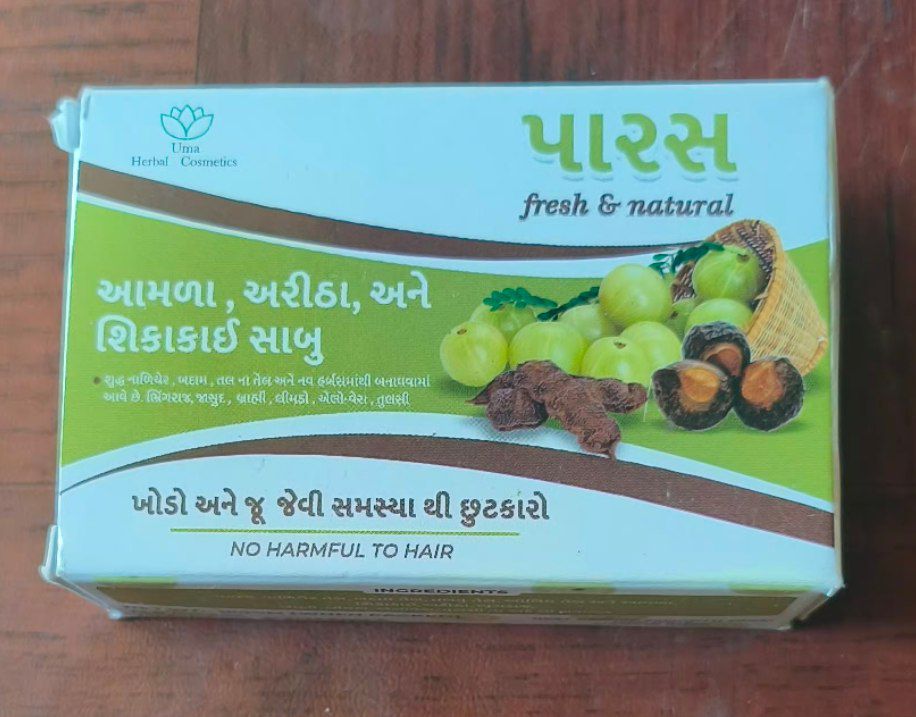 Uma
Herbal Cosmetics
પારસ
fresh & natural
આમળા , અરીઠા, અને
શિકાકાઈ સાબુ
• શુદ્ધ નાળિયેર , બદામ , તલ ના તેલ અને નવ હર્બસમાંથી બનાવવામાં
આવે છે. ભ્રિંગરાજ, જાસુદ , બ્રાહ્મી , લીમડો , એલો-વેરા , તુલસી
ખોડો અને જૂ જેવી સમસ્યા થી છુટકારો
NO HARMFUL TO HAIR
INGREDIENTS